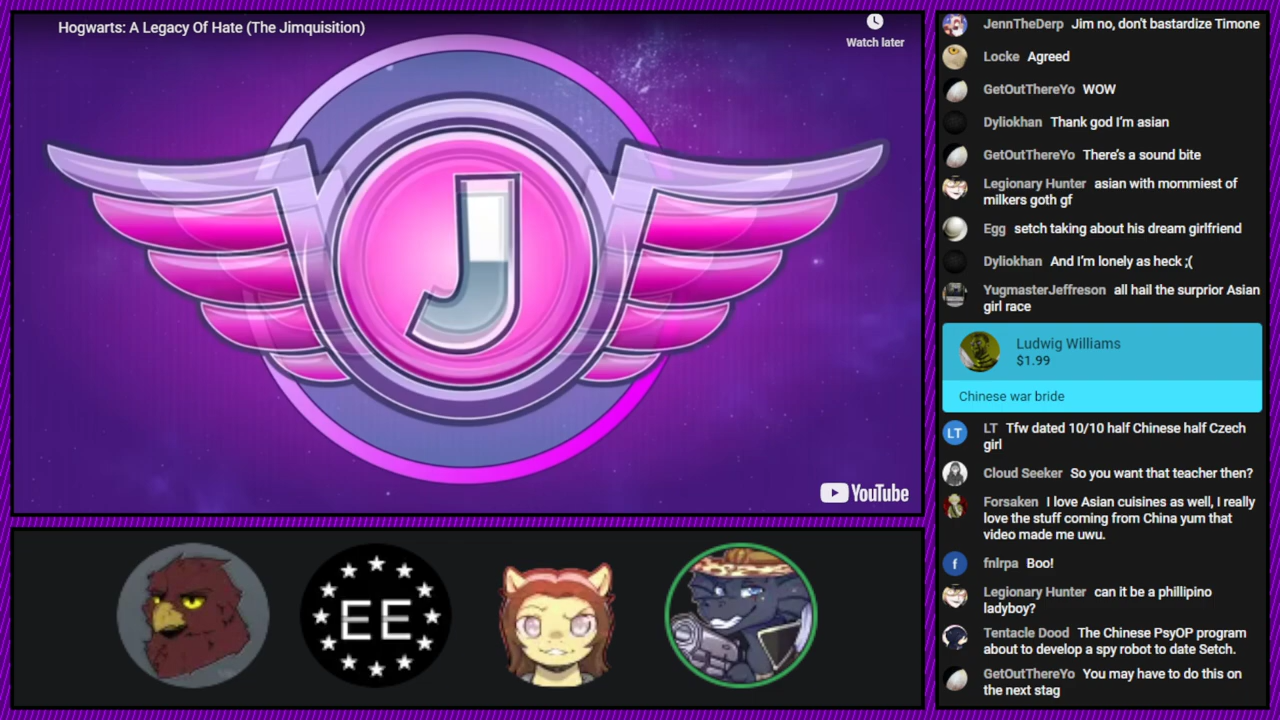 Hogwarts: A Legacy Of Hate (The Jimquisition)
Watch later
J
YouTube
EE
JennTheDerp Jim no, don't bastardize Timone
Locke Agreed
GetOutThereYo WOW
Dyliokhan Thank god I'm asian
GetOutThereYo There's a sound bite
Legionary Hunter asian with mommiest of
milkers goth gf
Egg setch taking about his dream girlfriend
Dyliokhan And I'm lonely as heck ;(
YugmasterJeffreson all hail the surprior Asian
girl race
Ludwig Williams
$1.99
Chinese war bride
LT LT Tfw dated 10/10 half Chinese half Czech
girl
Cloud Seeker So you want that teacher then?
Forsaken I love Asian cuisines as well, I really
love the stuff coming from China yum that
video made me uwu.
f fnlrpa Boo!
Legionary Hunter can it be a phillipino
ladyboy?
Tentacle Dood The Chinese PsyOP program
about to develop a spy robot to date Setch.
GetOutThereYo You may have to do this on
the next stag